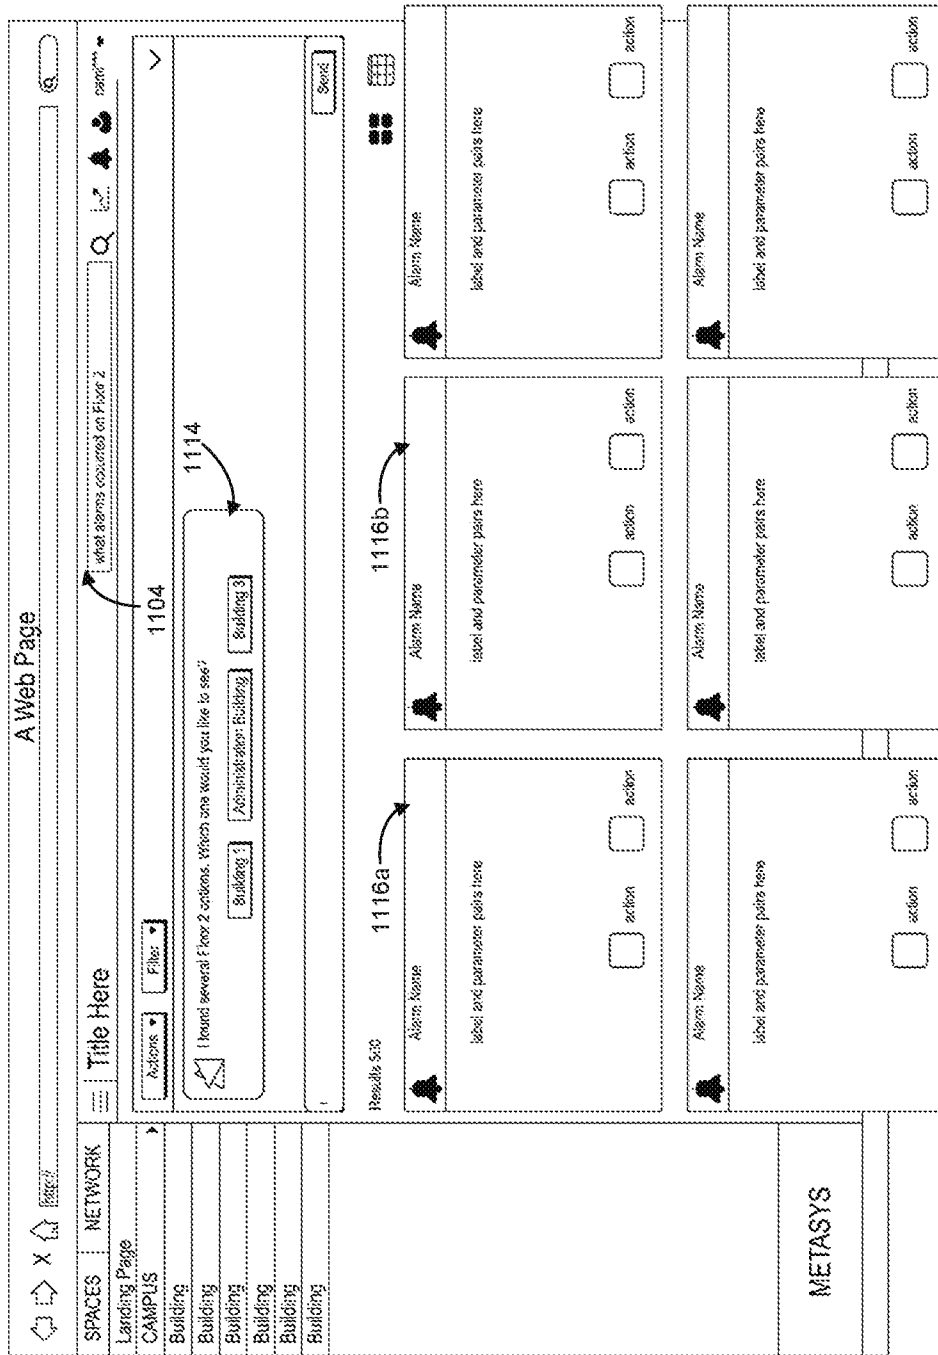 A Web Page
http://
SPACES NETWORK
Title Here
what alarms occurred on Floor 2
1104
Landing Page
CAMPUS
Building
Building
Building
Building
Building
Building
METASYS
Actions Filter
I found several Floor 2 options. Which one would you like to see?
Building 1 Administration Building Building 3
1114
Send
Results 5:0
1116a
1116b
Alarm Name
label and parameter pairs here
action action
Alarm Name
label and parameter pairs here
action action
Alarm Name
label and parameter pairs here
action action
Alarm Name
label and parameter pairs here
action action
Alarm Name
label and parameter pairs here
action action
Alarm Name
label and parameter pairs here
action action